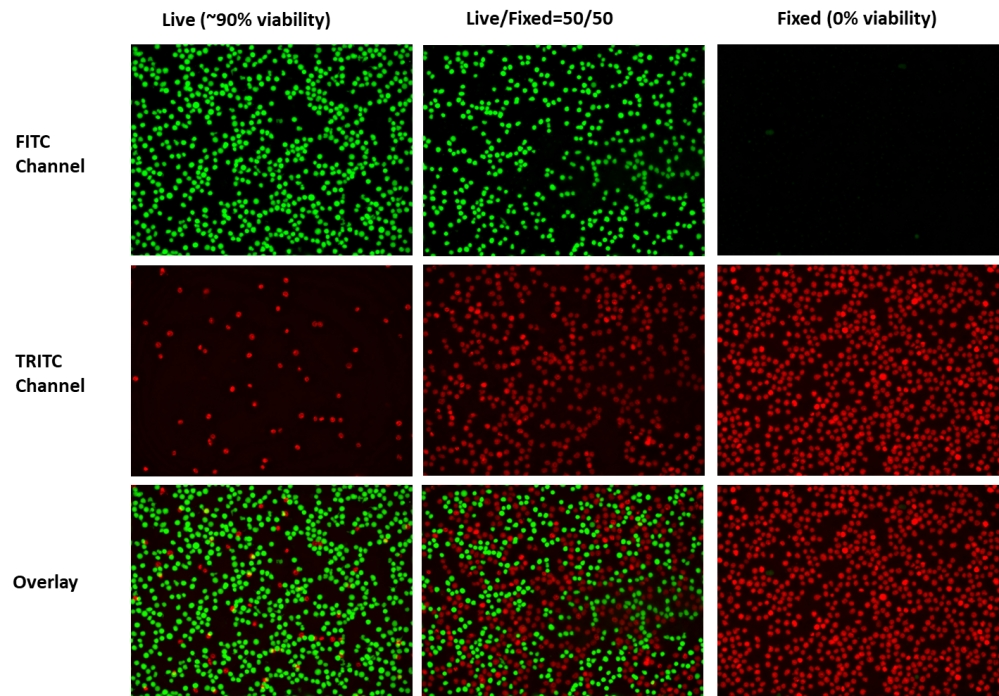 Live (~90% viability)
Live/Fixed=50/50
Fixed (0% viability)
FITC
Channel
TRITC
Channel
Overlay